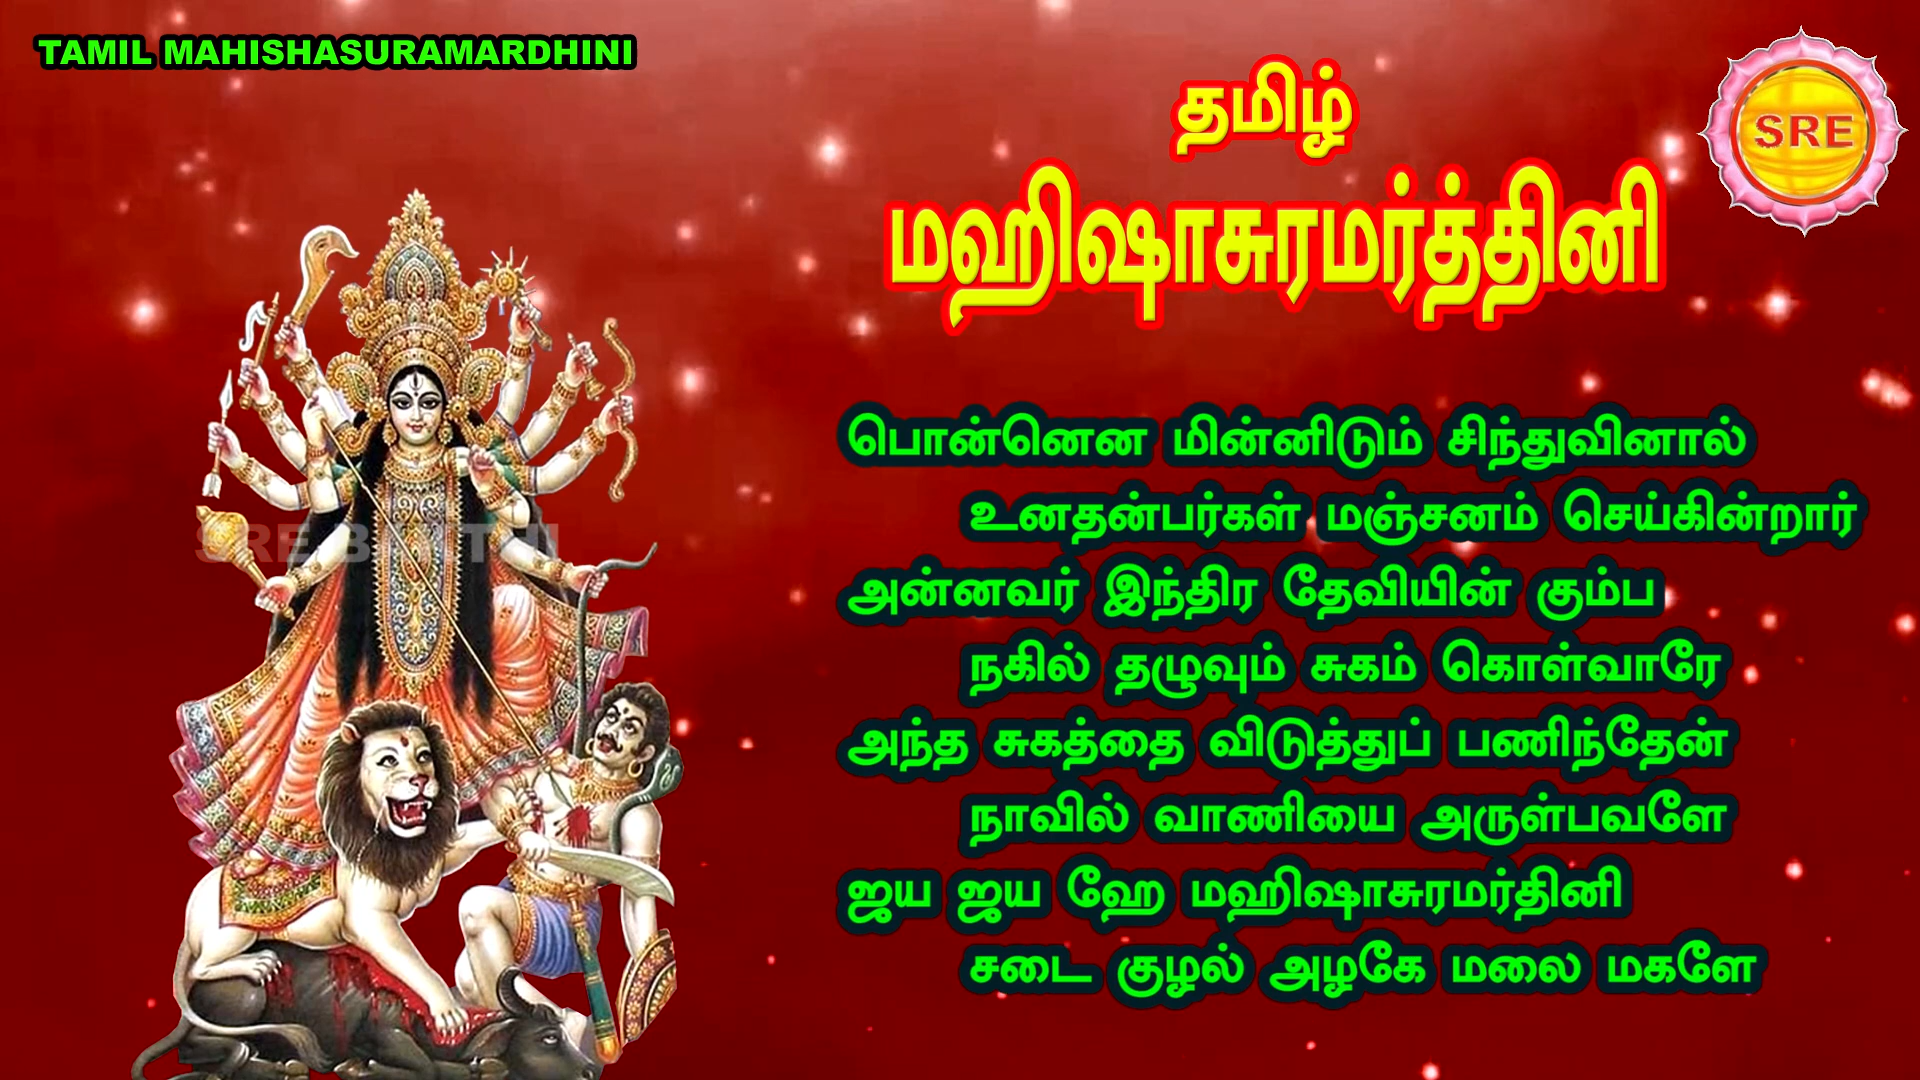 TAMIL MAHISHASURAMARDHINI
SRE
தமிழ்
மஹிஷாசுரமர்த்தினி
பொன்னென மின்னிடும் சிந்துவினால்
உனதன்பர்கள் மஞ்சனம் செய்கின்றார்
அன்னவர் இந்திர தேவியின் கும்ப
நகில் தழுவும் சுகம் கொள்வாரே
அந்த சுகத்தை விடுத்துப் பணிந்தேன்
நாவில் வாணியை அருள்பவளே
ஜய ஜய ஹே மஹிஷாசுரமர்தினி
சடை குழல் அழகே மலை மகளே
SRE